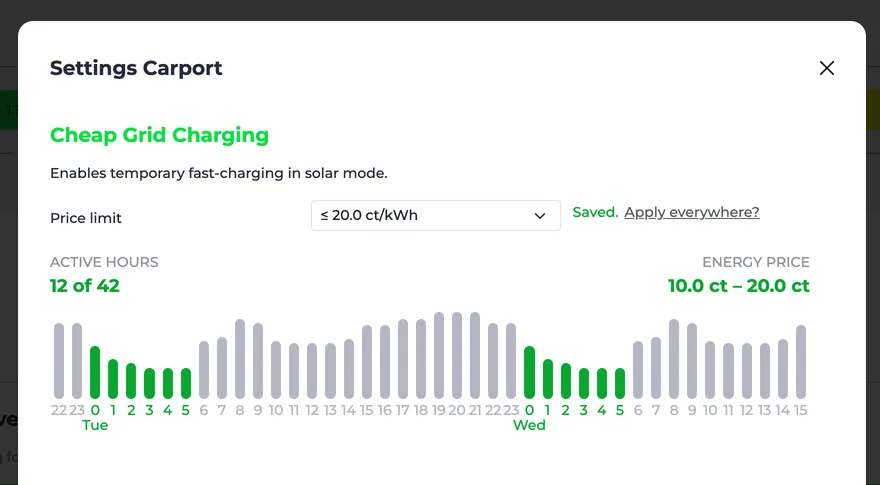 Settings Carport
Cheap Grid Charging
Enables temporary fast-charging in solar mode.
Price limit
≤ 20.0 ct/kWh
Saved. Apply everywhere?
ACTIVE HOURS
12 of 42
ENERGY PRICE
10.0 ct – 20.0 ct
22 23 0 1 2 3 4 5 6 7 8 9 10 11 12 13 14 15 16 17 18 19 20 21 22 23 0 1 2 3 4 5 6 7 8 9 10 11 12 13 14 15
Tue
Wed